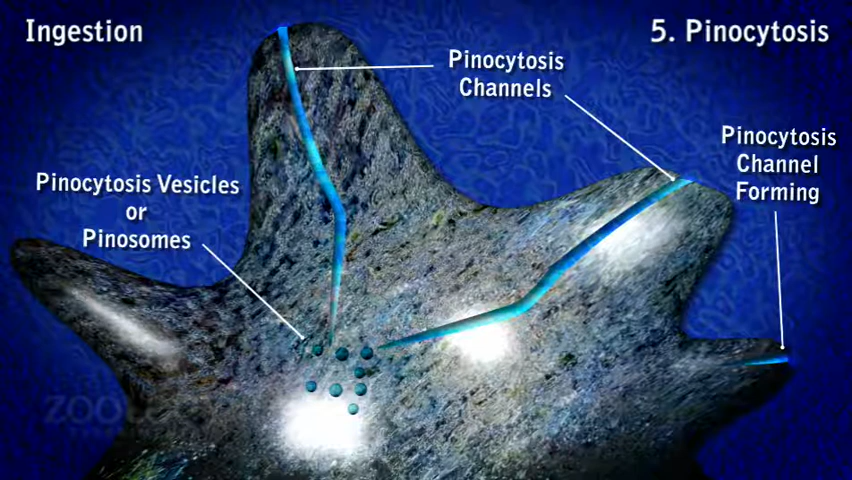 Ingestion
5. Pinocytosis
Pinocytosis
Channels
Pinocytosis
Channel
Forming
Pinocytosis Vesicles
or
Pinosomes